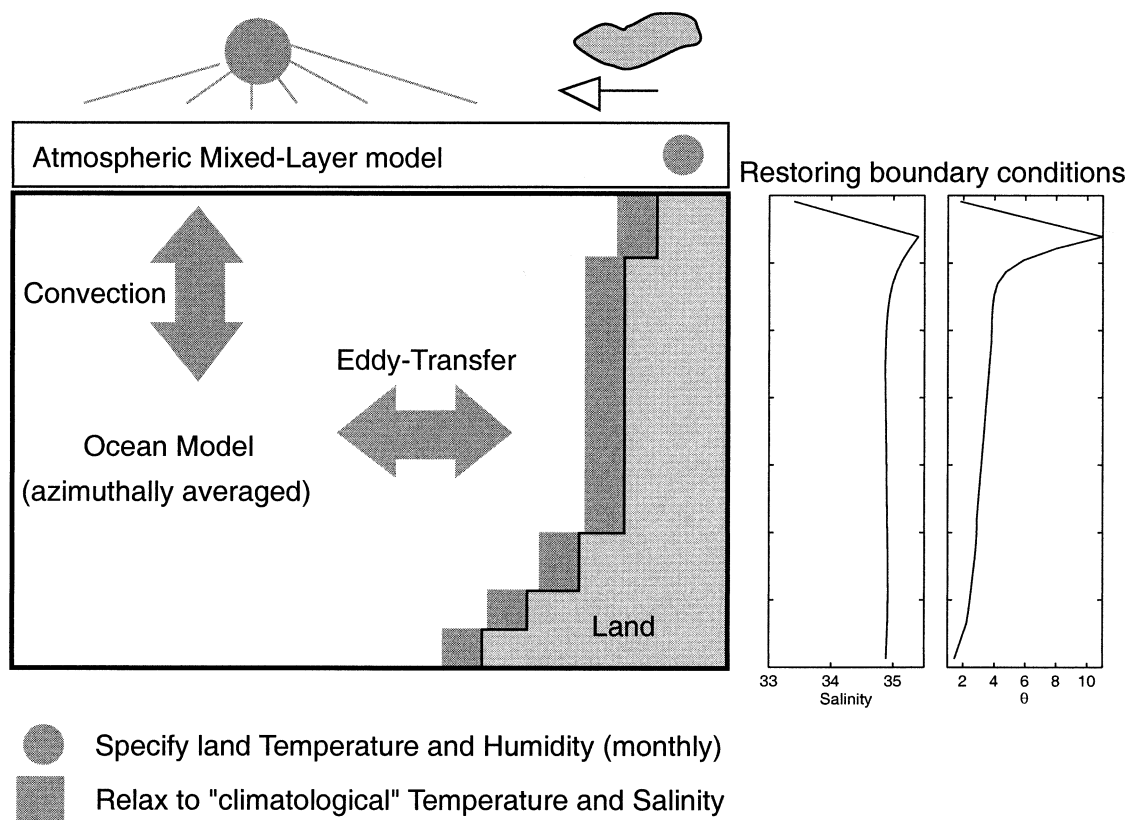 Atmospheric Mixed-Layer model
Restoring boundary conditions
Convection
Eddy-Transfer
Ocean Model
(azimuthally averaged)
Land
33 34 35
Salinity
2 4 6 8 10
θ
Specify land Temperature and Humidity (monthly)
Relax to "climatological" Temperature and Salinity